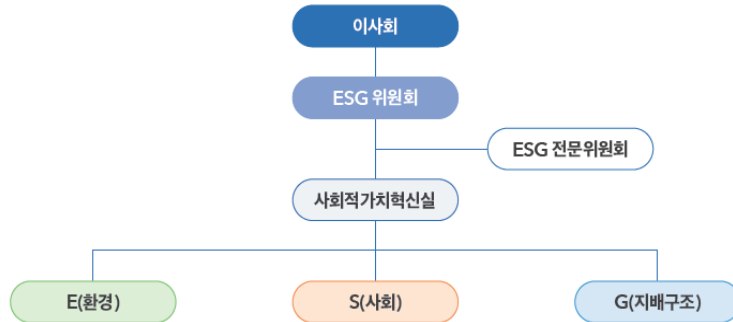 이사회
ESG 위원회
ESG 전문위원회
사회적가치혁신실
E(환경)
S(사회)
G(지배구조)